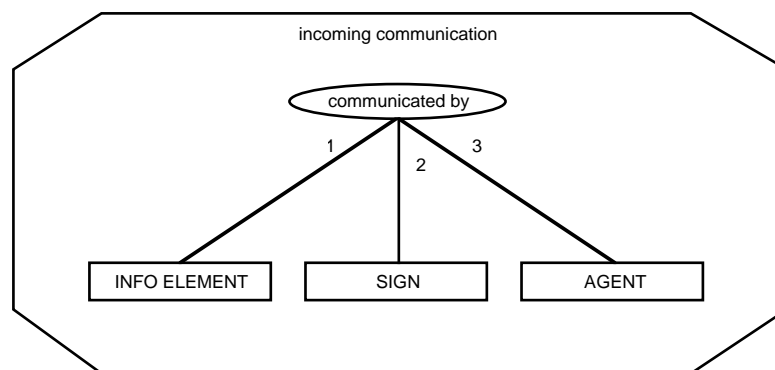 incoming communication
communicated by
1
3
2
INFO ELEMENT
SIGN
AGENT